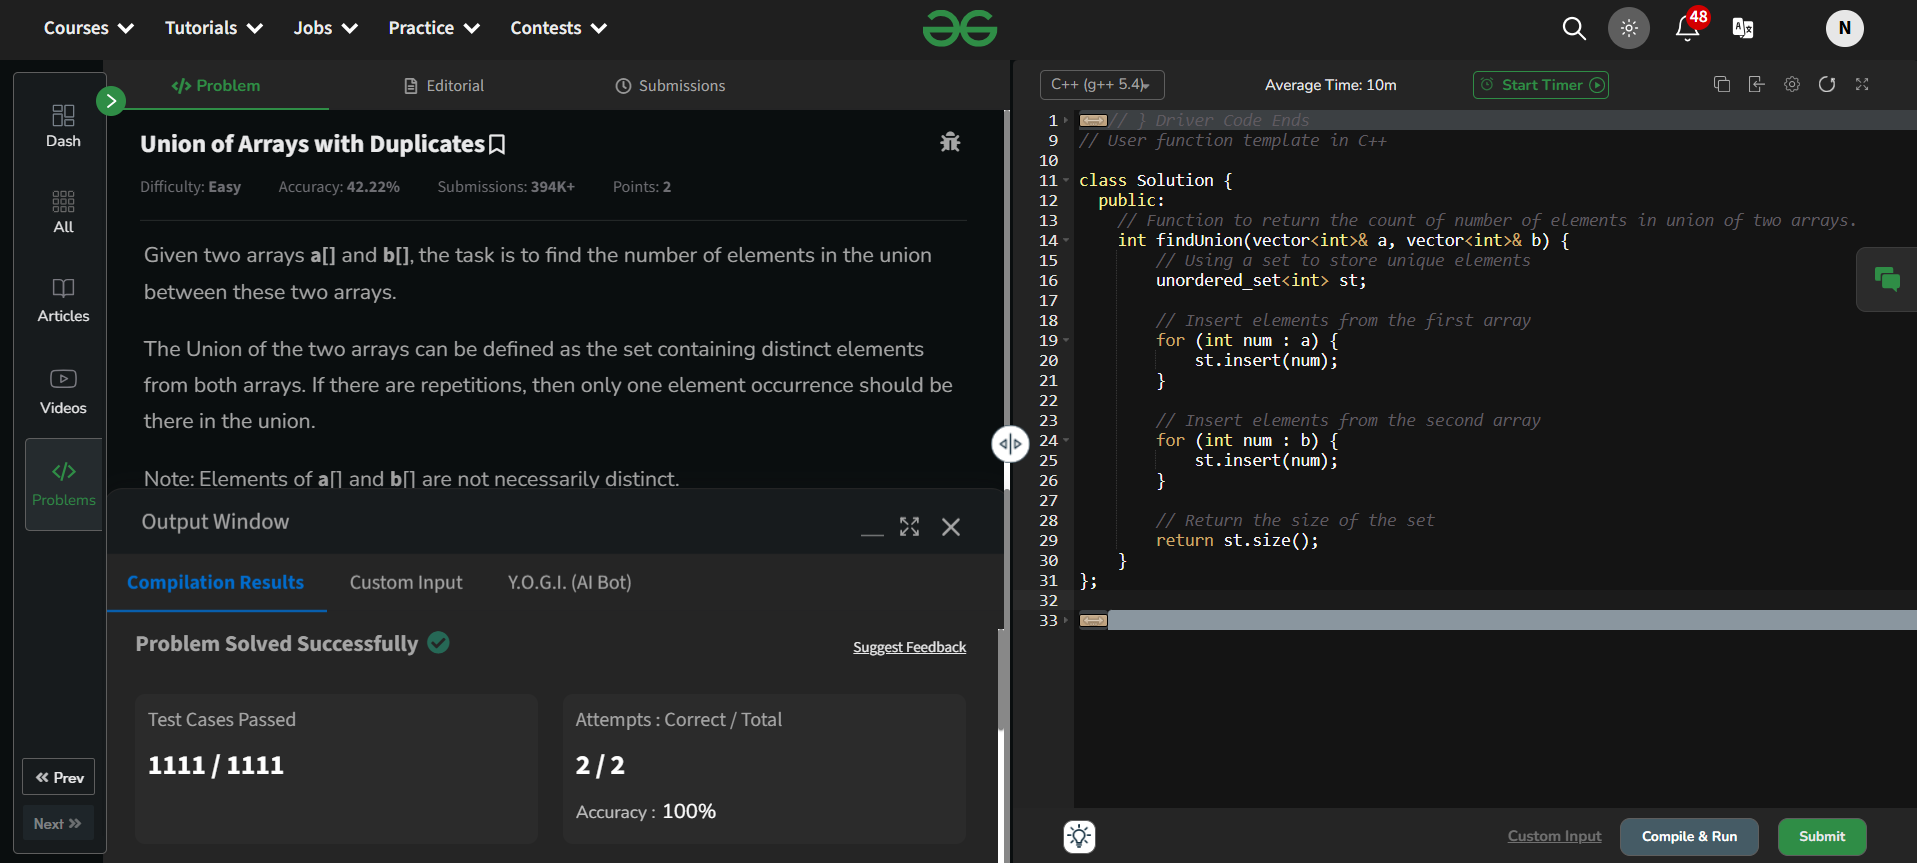 Courses Tutorials Jobs Practice Contests
48
N
Dash
All
Articles
Videos
Problems
Prev
Next
Problem Editorial Submissions
Union of Arrays with Duplicates
Difficulty: Easy Accuracy: 42.22% Submissions: 394K+ Points: 2
Given two arrays a[] and b[], the task is to find the number of elements in the union
between these two arrays.
The Union of the two arrays can be defined as the set containing distinct elements
from both arrays. If there are repetitions, then only one element occurrence should be
there in the union.
Note: Elements of a[] and b[] are not necessarily distinct.
Output Window
Compilation Results Custom Input Y.O.G.I. (AI Bot)
Problem Solved Successfully
Suggest Feedback
Test Cases Passed
1111 / 1111
Attempts : Correct / Total
2 / 2
Accuracy : 100%
C++ (g++ 5.4) Average Time: 10m Start Timer
1 // } Driver Code Ends
9 // User function template in C++
10
11 class Solution {
12 public:
13 // Function to return the count of number of elements in union of two arrays.
14 int findUnion(vector<int>& a, vector<int>& b) {
15 // Using a set to store unique elements
16 unordered_set<int> st;
17
18 // Insert elements from the first array
19 for (int num : a) {
20 st.insert(num);
21 }
22
23 // Insert elements from the second array
24 for (int num : b) {
25 st.insert(num);
26 }
27
28 // Return the size of the set
29 return st.size();
30 }
31 };
32
33
Custom Input Compile & Run Submit